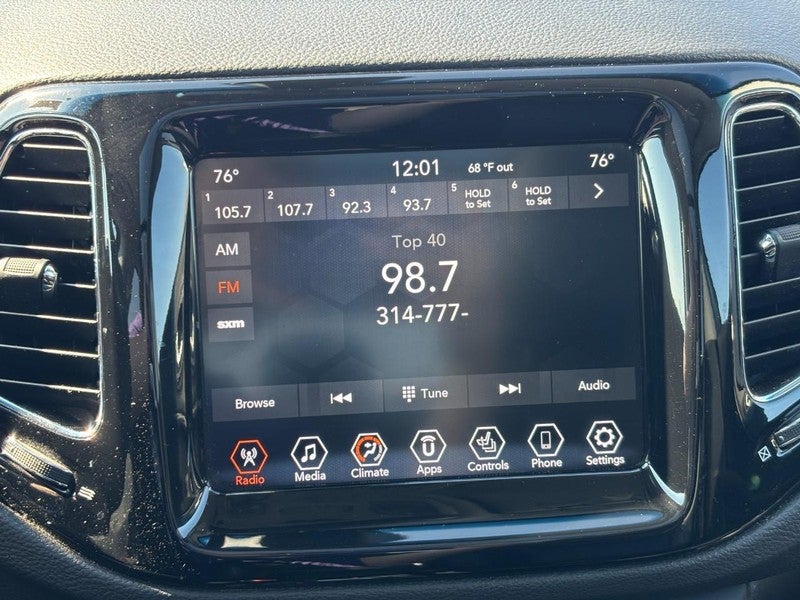 76° 12:01 68 °F out 76°
1 105.7 2 107.7 3 92.3 4 93.7 5 HOLD to Set 6 HOLD to Set >
AM
FM
sxm
Top 40
98.7
314-777-
Browse Tune Audio
Radio Media Climate Apps Controls Phone Settings